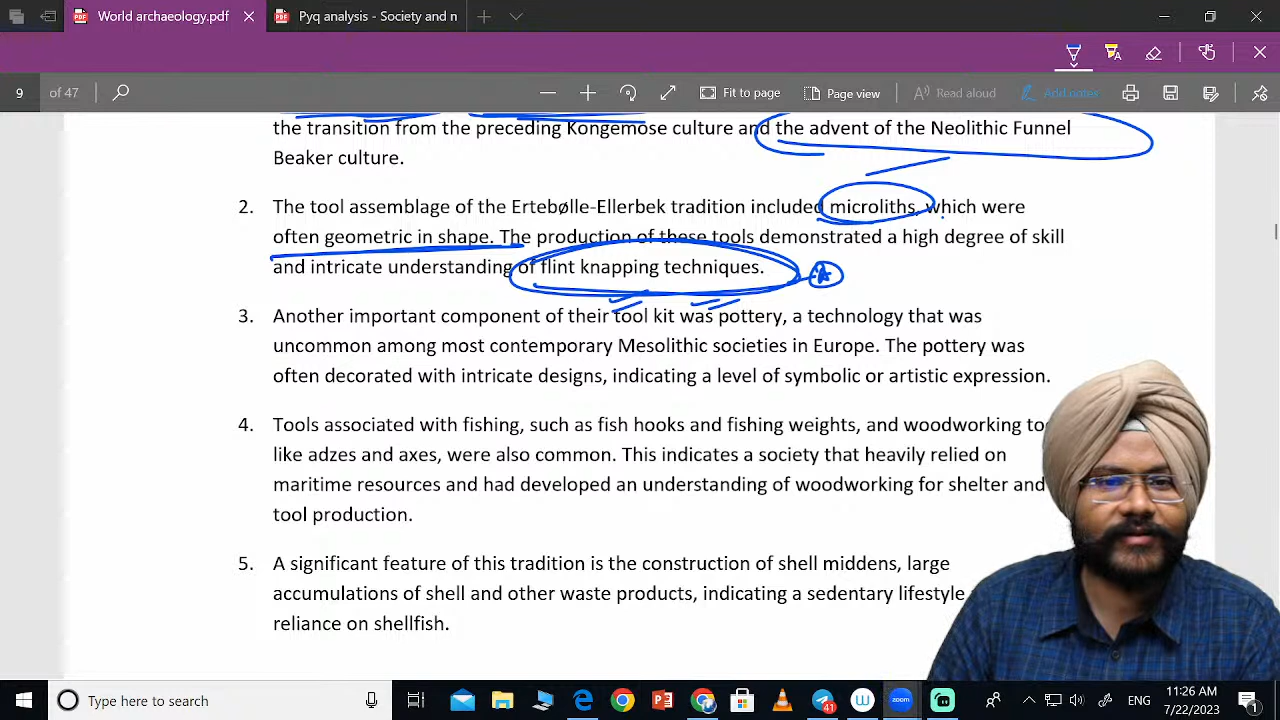 World archaeology.pdf
Pyq analysis - Society and n
9 of 47
Fit to page
Page view
Read aloud
Add notes
the transition from the preceding Kongemose culture and the advent of the Neolithic Funnel
Beaker culture.
2. The tool assemblage of the Ertebølle-Ellerbek tradition included microliths, which were
often geometric in shape. The production of these tools demonstrated a high degree of skill
and intricate understanding of flint knapping techniques.
3. Another important component of their tool kit was pottery, a technology that was
uncommon among most contemporary Mesolithic societies in Europe. The pottery was
often decorated with intricate designs, indicating a level of symbolic or artistic expression.
4. Tools associated with fishing, such as fish hooks and fishing weights, and woodworking
like adzes and axes, were also common. This indicates a society that heavily relied on
maritime resources and had developed an understanding of woodworking for shelter and
tool production.
5. A significant feature of this tradition is the construction of shell middens, large
accumulations of shell and other waste products, indicating a sedentary lifestyle
reliance on shellfish.
Type here to search
41
W
zoom
ENG
11:26 AM
7/22/2023
1